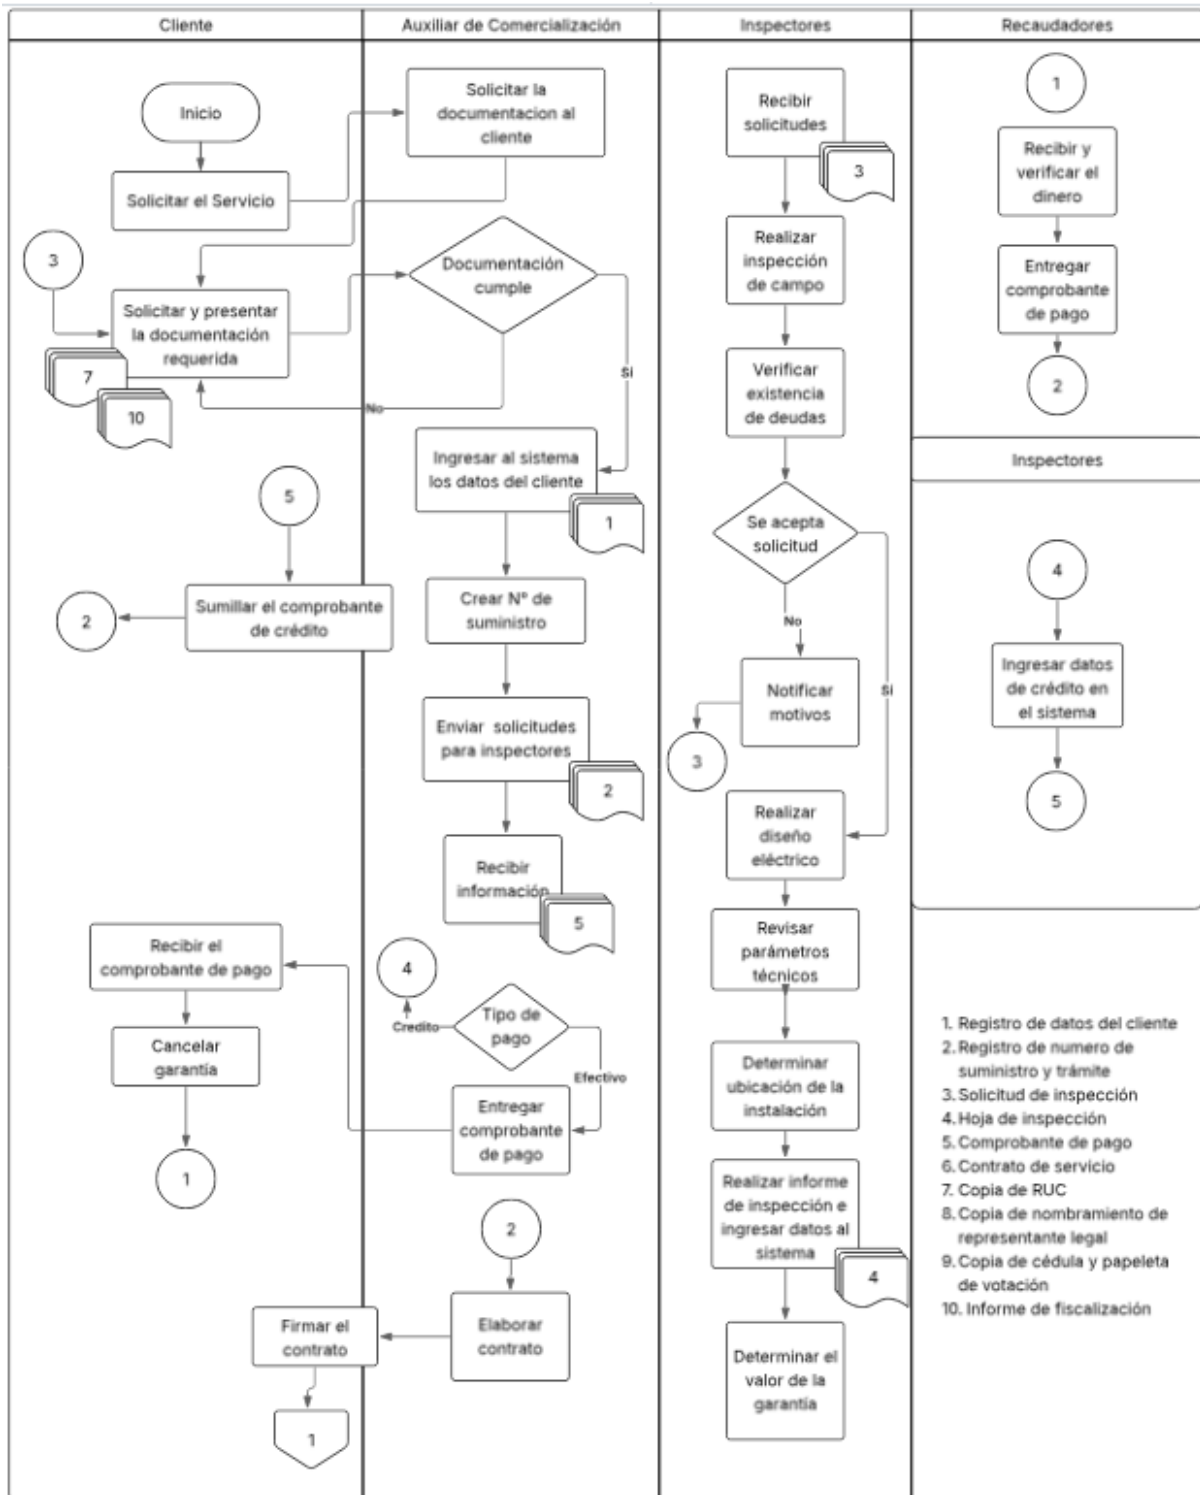 Cliente
Auxiliar de Comercialización
Inspectores
Recaudadores
Inicio
Solicitar el Servicio
3
Solicitar y presentar
la documentación
requerida
7
10
5
Sumillar el comprobante
de crédito
2
Recibir el
comprobante de pago
Cancelar
garantía
1
Firmar el
contrato
1
Solicitar la
documentacion al
cliente
Documentación
cumple
Si
No
Ingresar al sistema
los datos del cliente
1
Crear N° de
suministro
Enviar solicitudes
para inspectores
2
Recibir
información
5
4
Credito
Tipo de
pago
Efectivo
Entregar
comprobante
de pago
2
Elaborar
contrato
Recibir
solicitudes
3
Realizar
inspección
de campo
Verificar
existencia
de deudas
Se acepta
solicitud
No
Si
Notificar
motivos
3
Realizar
diseño
eléctrico
Revisar
parámetros
técnicos
Determinar
ubicación de la
instalación
Realizar informe
de inspección e
ingresar datos al
sistema
4
Determinar el
valor de la
garantía
1
Recibir y
verificar el
dinero
Entregar
comprobante
de pago
2
Inspectores
4
Ingresar datos
de crédito en
el sistema
5
1. Registro de datos del cliente
2. Registro de numero de
suministro y trámite
3. Solicitud de inspección
4. Hoja de inspección
5. Comprobante de pago
6. Contrato de servicio
7. Copia de RUC
8. Copia de nombramiento de
representante legal
9. Copia de cédula y papeleta
de votación
10. Informe de fiscalización